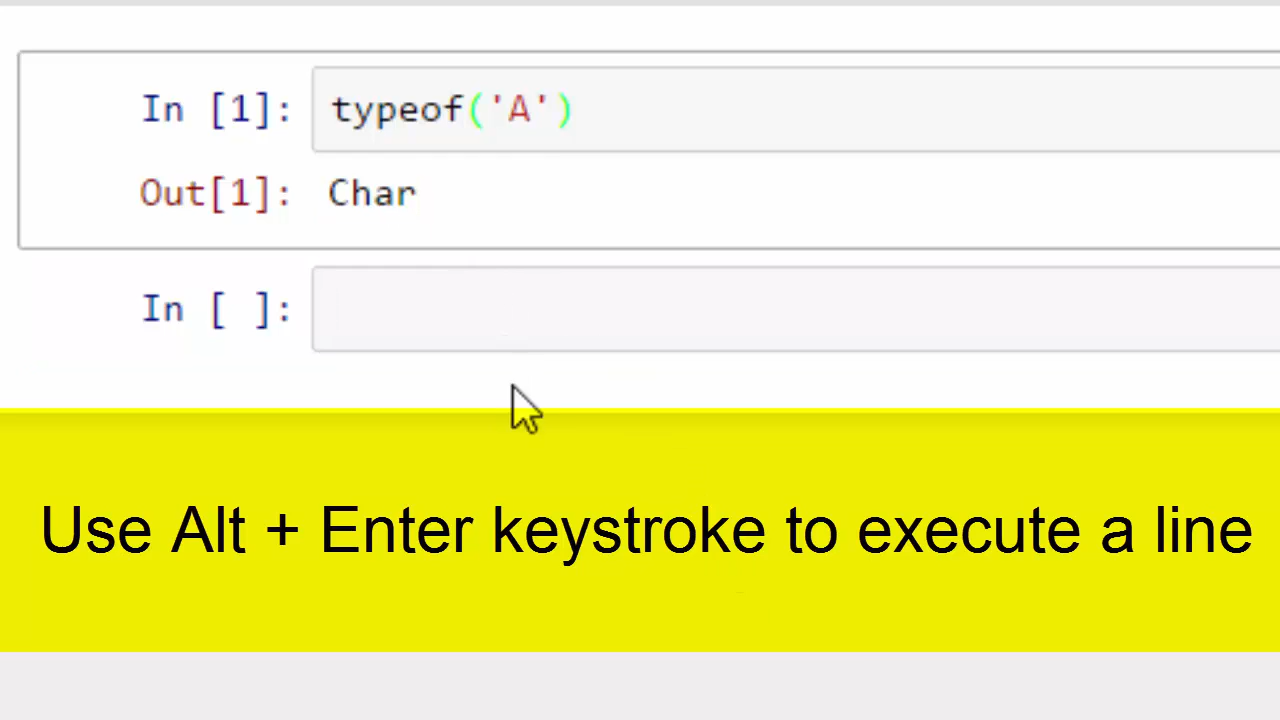 In [1]: typeof('A')
Out[1]: Char
In [ ]:
Use Alt + Enter keystroke to execute a line